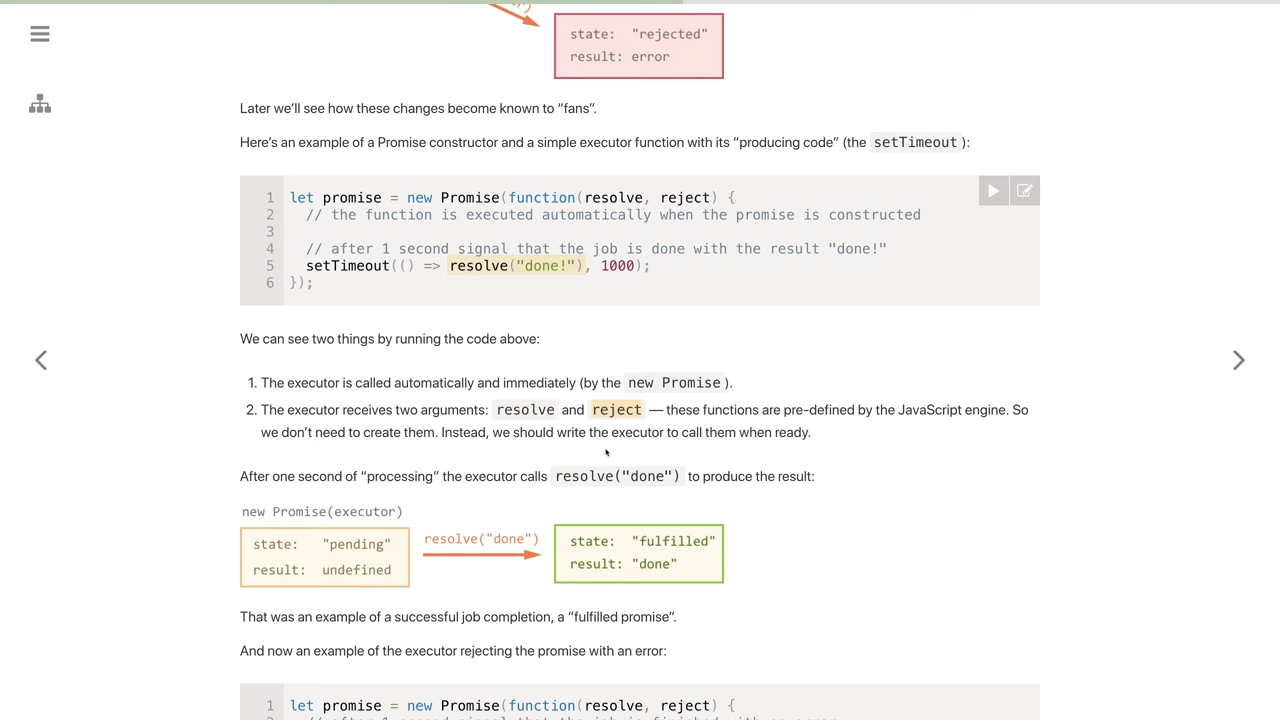 state:  "rejected"
result: error
Later we'll see how these changes become known to “fans”.
Here's an example of a Promise constructor and a simple executor function with its “producing code” (the setTimeout):
1 let promise = new Promise(function(resolve, reject) {
2   // the function is executed automatically when the promise is constructed
3
4   // after 1 second signal that the job is done with the result "done!"
5   setTimeout(() => resolve("done!"), 1000);
6 });
We can see two things by running the code above:
1. The executor is called automatically and immediately (by the new Promise).
2. The executor receives two arguments: resolve and reject — these functions are pre-defined by the JavaScript engine. So
we don't need to create them. Instead, we should write the executor to call them when ready.
After one second of “processing” the executor calls resolve("done") to produce the result:
new Promise(executor)
state:   "pending"
result:  undefined
resolve("done")
state:  "fulfilled"
result: "done"
That was an example of a successful job completion, a “fulfilled promise”.
And now an example of the executor rejecting the promise with an error:
1 let promise = new Promise(function(resolve, reject) {